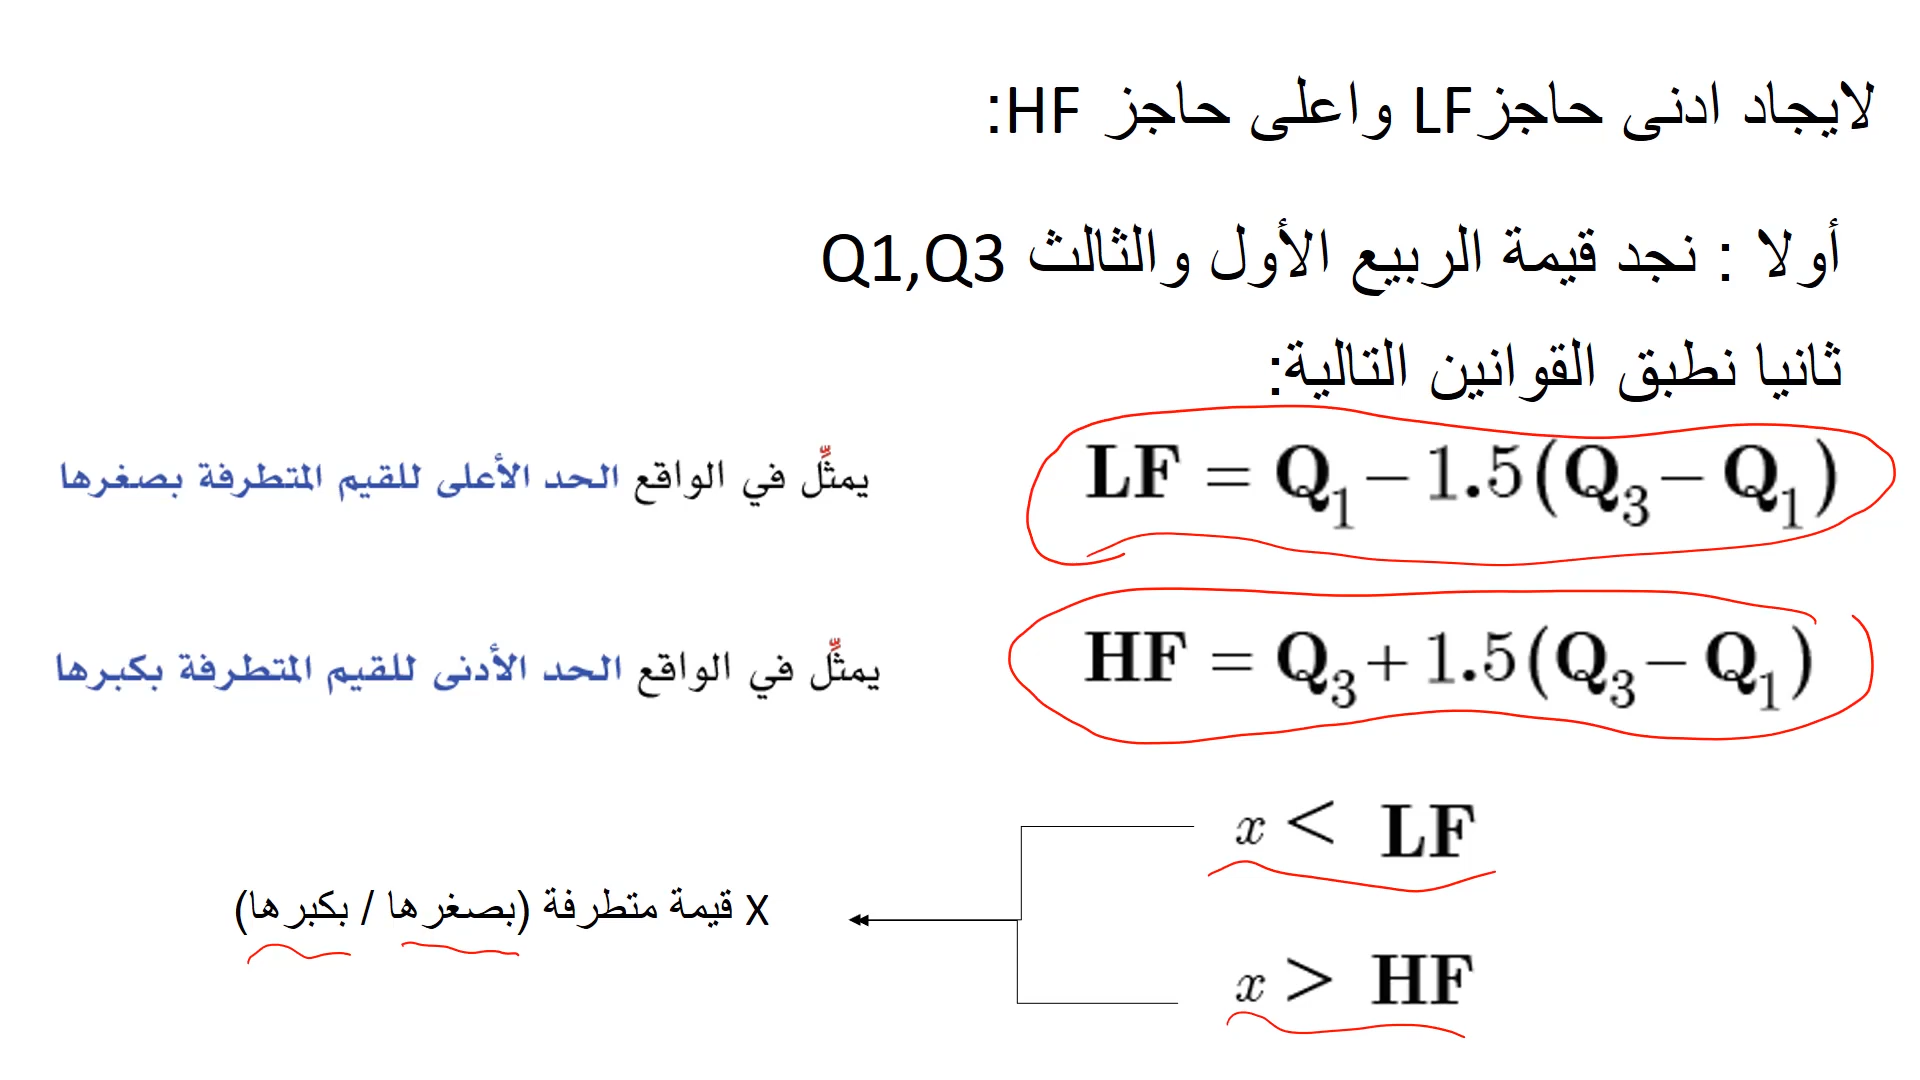 لايجاد ادنى حاجزLF واعلى حاجز HF:
أولا : نجد قيمة الربيع الأول والثالث Q1,Q3
ثانيا نطبق القوانين التالية:
LF = Q₁ − 1.5(Q₃ − Q₁)
يمثِّل في الواقع الحد الأعلى للقيم المتطرفة بصغرها
HF = Q₃ + 1.5(Q₃ − Q₁)
يمثِّل في الواقع الحد الأدنى للقيم المتطرفة بكبرها
x < LF
X قيمة متطرفة (بصغرها / بكبرها)
x > HF